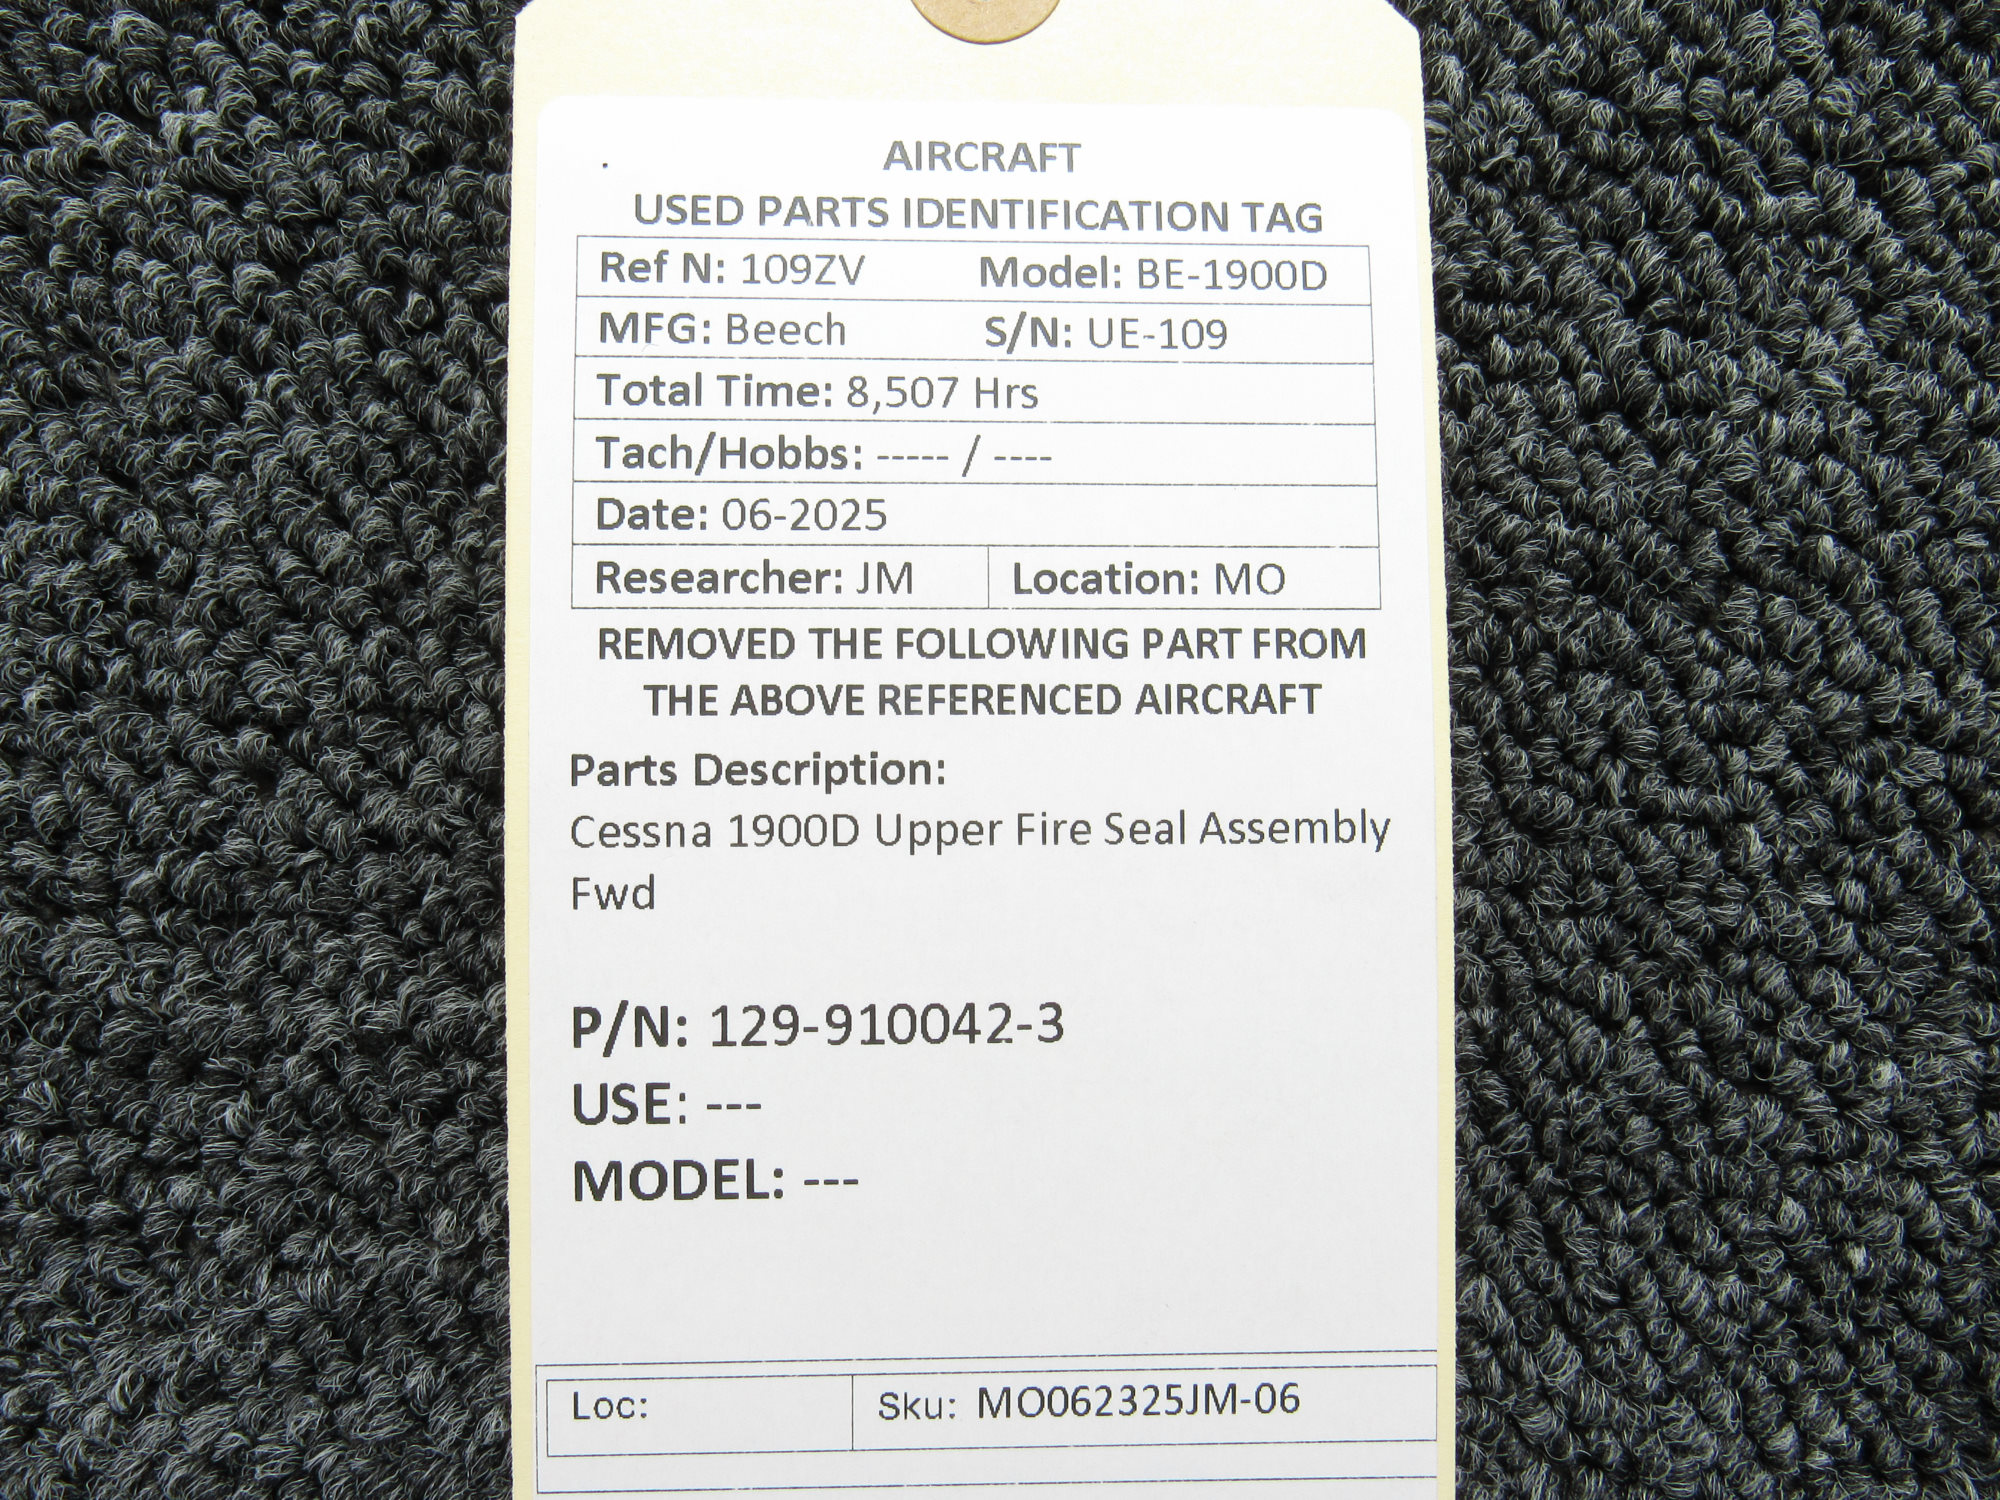 AIRCRAFT
USED PARTS IDENTIFICATION TAG
Ref N: 109ZV Model: BE-1900D
MFG: Beech S/N: UE-109
Total Time: 8,507 Hrs
Tach/Hobbs: ----- / ----
Date: 06-2025
Researcher: JM Location: MO
REMOVED THE FOLLOWING PART FROM
THE ABOVE REFERENCED AIRCRAFT
Parts Description:
Cessna 1900D Upper Fire Seal Assembly
Fwd
P/N: 129-910042-3
USE: ---
MODEL: ---
Loc: Sku: MO062325JM-06